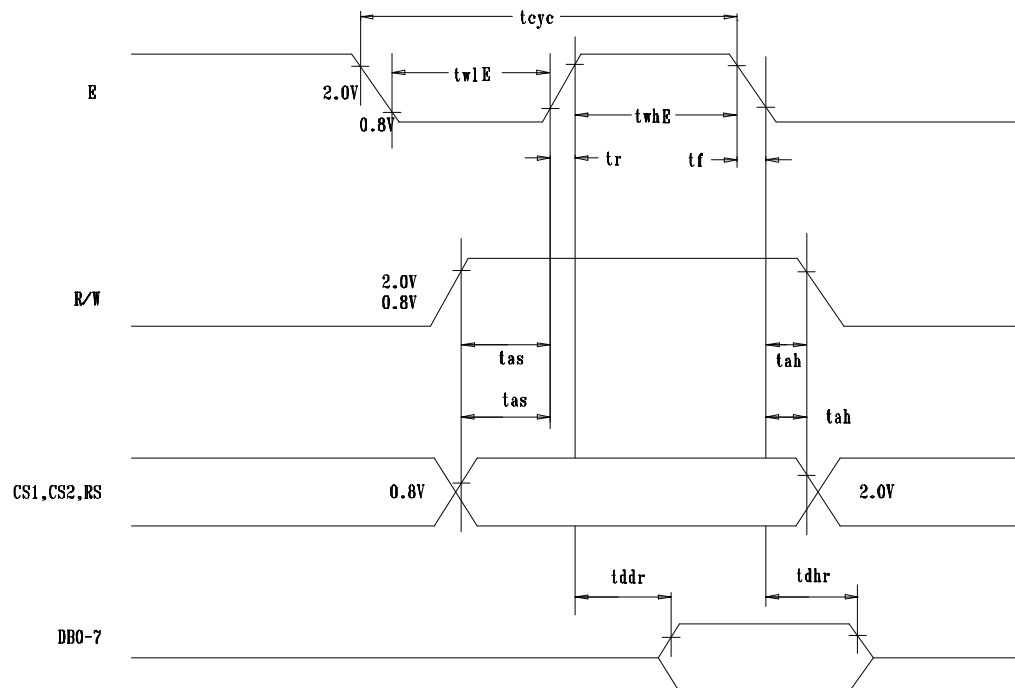 tcyc
E
tw1E
2.0V
0.8V
twhE
tr
tf
R/W
2.0V
0.8V
tas
tah
tas
tah
CS1,CS2,RS
0.8V
2.0V
tddr
tdhr
DB0-7